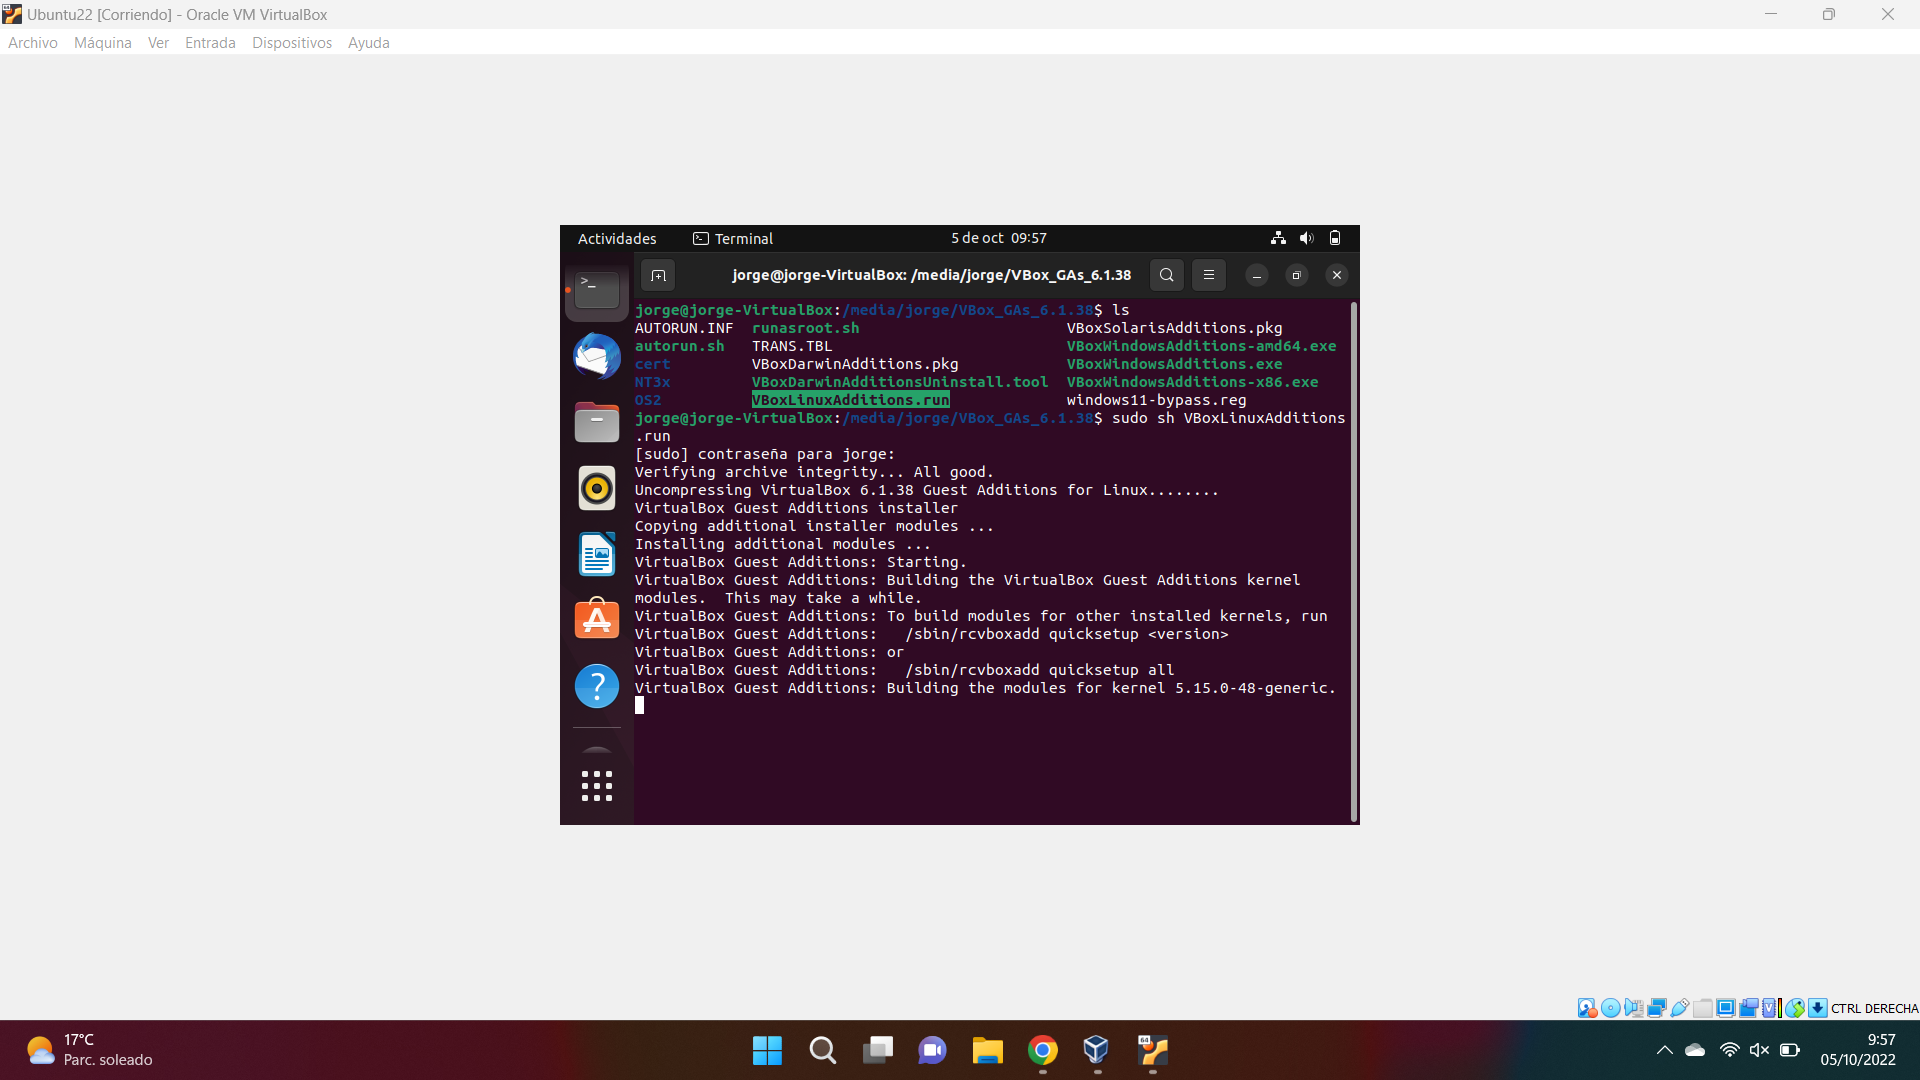 Ubuntu22 [Corriendo] - Oracle VM VirtualBox
Archivo Máquina Ver Entrada Dispositivos Ayuda
Actividades Terminal 5 de oct 09:57
jorge@jorge-VirtualBox: /media/jorge/VBox_GAs_6.1.38
jorge@jorge-VirtualBox:/media/jorge/VBox_GAs_6.1.38$ ls
AUTORUN.INF runasroot.sh VBoxSolarisAdditions.pkg
autorun.sh TRANS.TBL VBoxWindowsAdditions-amd64.exe
cert VBoxDarwinAdditions.pkg VBoxWindowsAdditions.exe
NT3x VBoxDarwinAdditionsUninstall.tool VBoxWindowsAdditions-x86.exe
OS2 VBoxLinuxAdditions.run windows11-bypass.reg
jorge@jorge-VirtualBox:/media/jorge/VBox_GAs_6.1.38$ sudo sh VBoxLinuxAdditions
.run
[sudo] contraseña para jorge:
Verifying archive integrity... All good.
Uncompressing VirtualBox 6.1.38 Guest Additions for Linux........
VirtualBox Guest Additions installer
Copying additional installer modules ...
Installing additional modules ...
VirtualBox Guest Additions: Starting.
VirtualBox Guest Additions: Building the VirtualBox Guest Additions kernel
modules.  This may take a while.
VirtualBox Guest Additions: To build modules for other installed kernels, run
VirtualBox Guest Additions:   /sbin/rcvboxadd quicksetup <version>
VirtualBox Guest Additions: or
VirtualBox Guest Additions:   /sbin/rcvboxadd quicksetup all
VirtualBox Guest Additions: Building the modules for kernel 5.15.0-48-generic.
CTRL DERECHA
17°C
Parc. soleado
9:57
05/10/2022